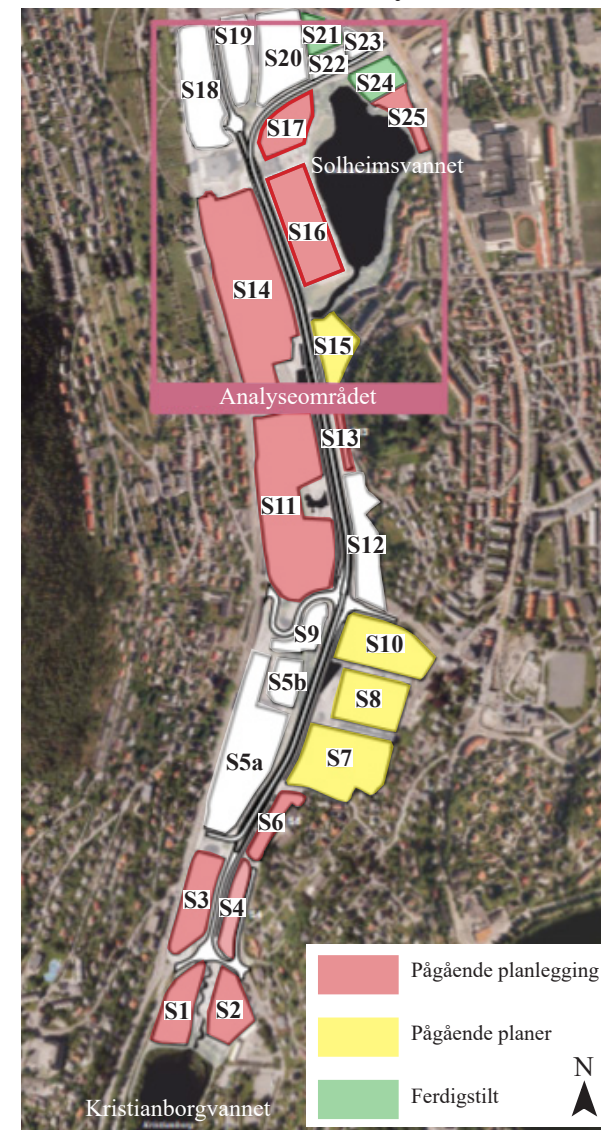 S19
S21
S23
S20
S22
S18
S24
S25
S17
Solheimsvannet
S16
S14
S15
Analyseområdet
S13
S11
S12
S9
S10
S5b
S8
S5a
S7
S6
S3
S4
S1
S2
Pågående planlegging
Pågående planer
N
Ferdigstilt
Kristianborgvannet